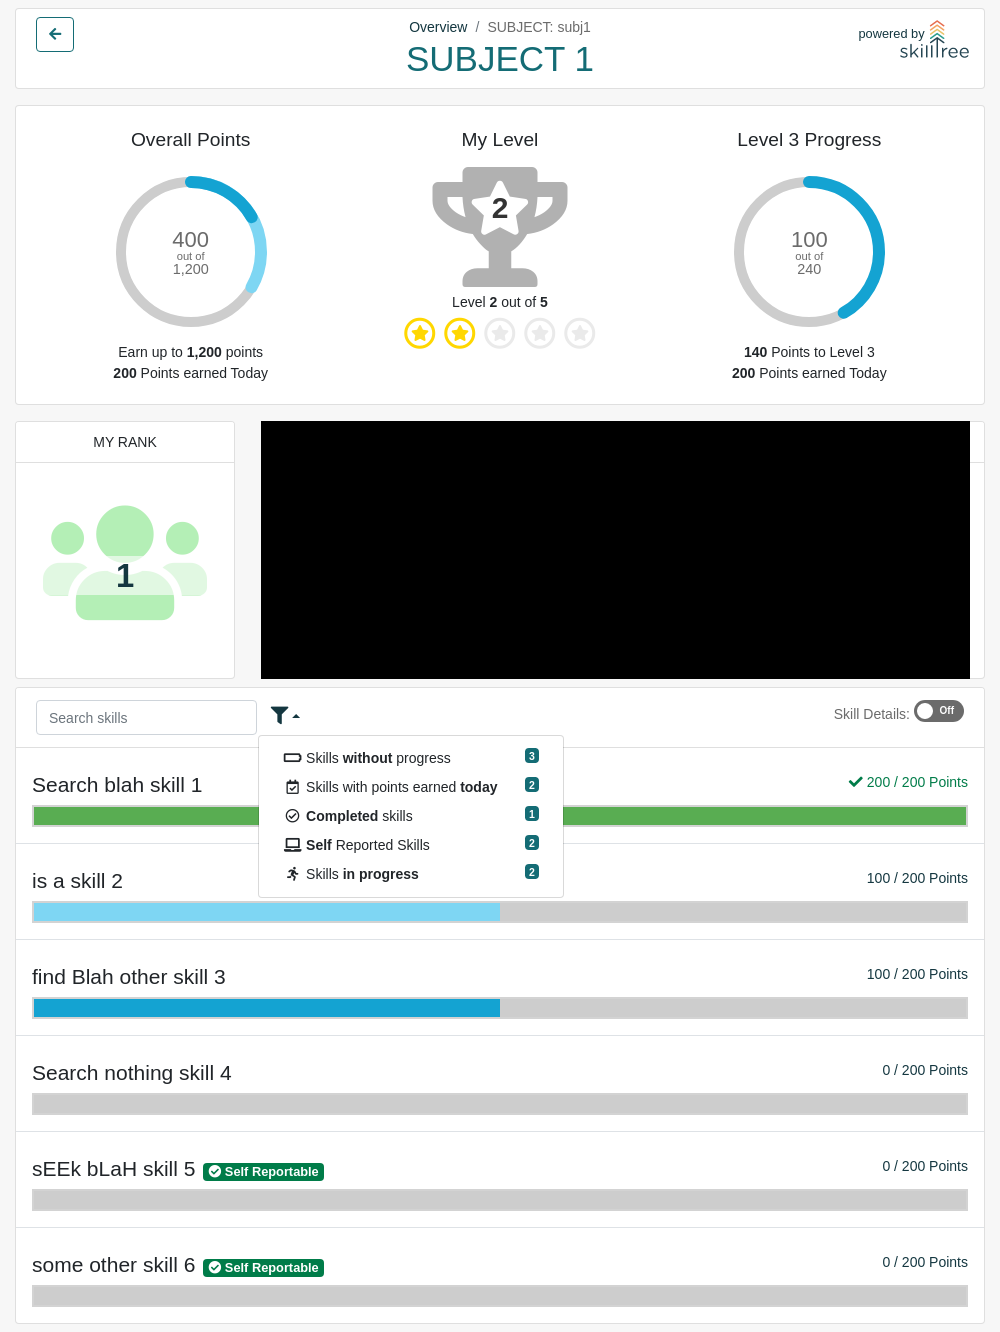 Overview / SUBJECT: subj1
SUBJECT 1
powered by
skilltree
Overall Points
400
out of
1,200
Earn up to 1,200 points
200 Points earned Today
My Level
2
Level 2 out of 5
Level 3 Progress
100
out of
240
140 Points to Level 3
200 Points earned Today
MY RANK
1
Search skills
Skill Details: Off
Skills without progress 3
Skills with points earned today 2
Completed skills 1
Self Reported Skills 2
Skills in progress 2
Search blah skill 1 200 / 200 Points
is a skill 2 100 / 200 Points
find Blah other skill 3 100 / 200 Points
Search nothing skill 4 0 / 200 Points
sEEk bLaH skill 5 Self Reportable 0 / 200 Points
some other skill 6 Self Reportable 0 / 200 Points